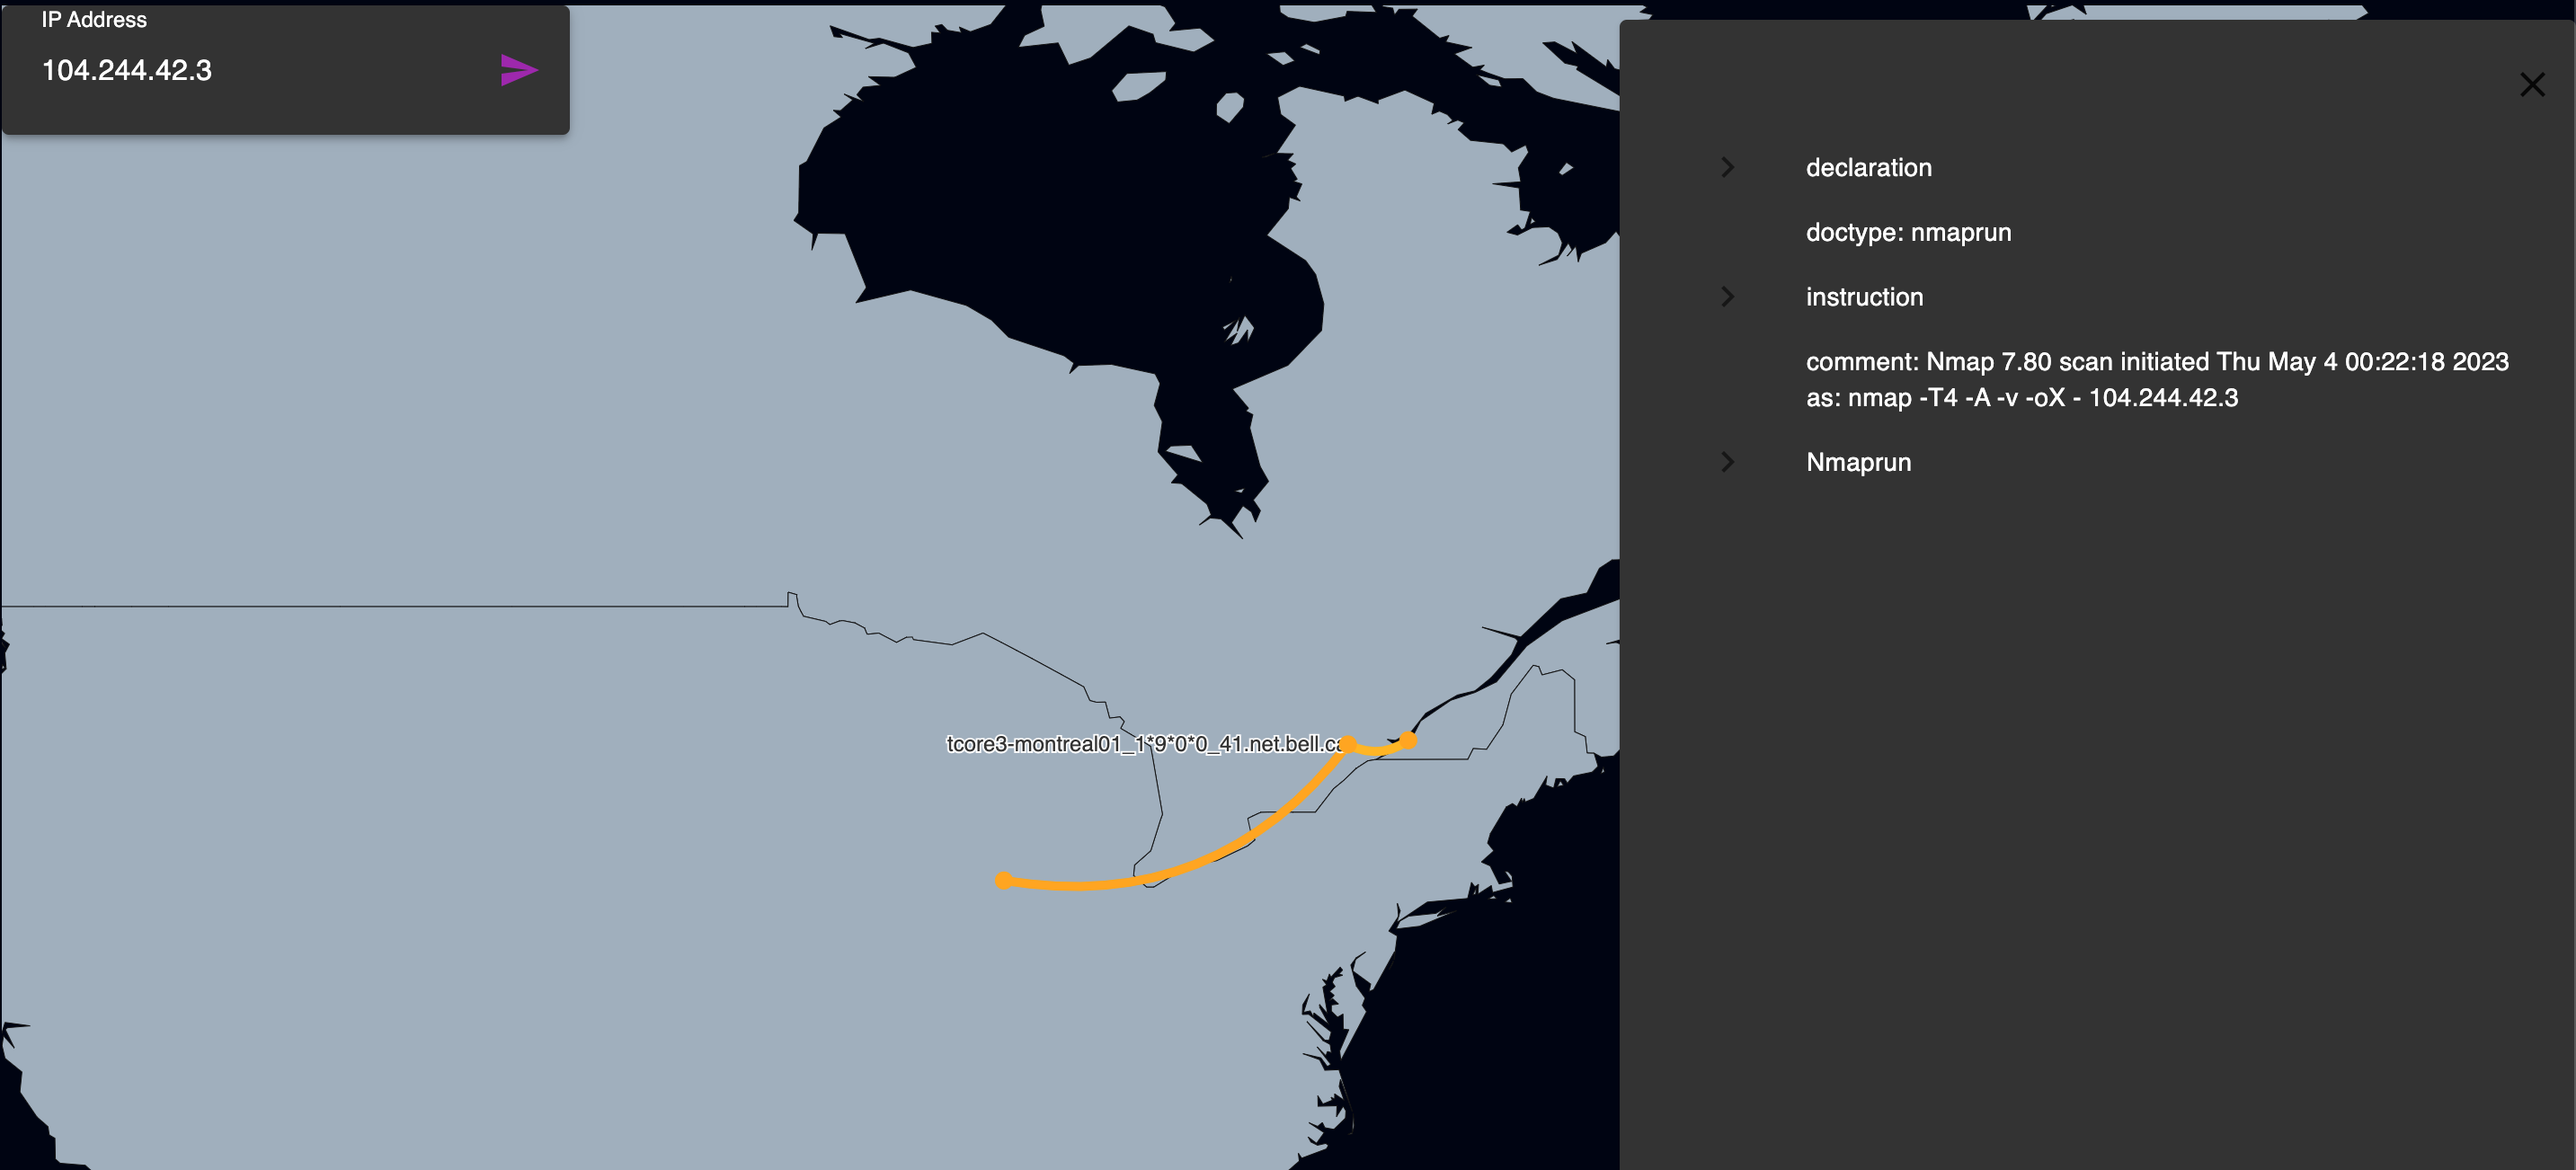 IP Address
104.244.42.3
declaration
doctype: nmaprun
instruction
comment: Nmap 7.80 scan initiated Thu May 4 00:22:18 2023
as: nmap -T4 -A -v -oX - 104.244.42.3
Nmaprun
tcore3-montreal01_1*9*0*0_41.net.bell.ca